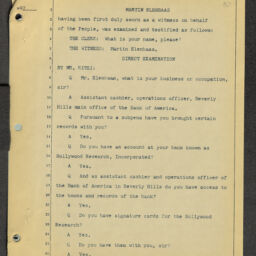 MARTIN ELENHAAS
having been first duly sworn as a witness on behalf
of the People, was examined and testified as follows:
THE CLERK: What is your name, please?
THE WITNESS: Martin Elenhaas.
DIRECT EXAMINATION
BY MR.
Q Mr. Elenhaas, what is your business or occupation,
sir?
A Assistant cashier, operations officer, Beverly
Hills main office of the Bank of America.
Q Pursuant to a subpena have you brought certain
records with you?
A Yes.
Q Do you have an account at your bank known as
Hollywood Research, Incorporated?
A Yes.
Q And as assistant cashier and operations officer of
the Bank of America in Beverly Hills do you have access to
the books and records of the bank?
A Yes.
Q Do you have signature cards for the Hollywood
Research?
A Yes.
Q Do you have them with you, sir?
A Yes.